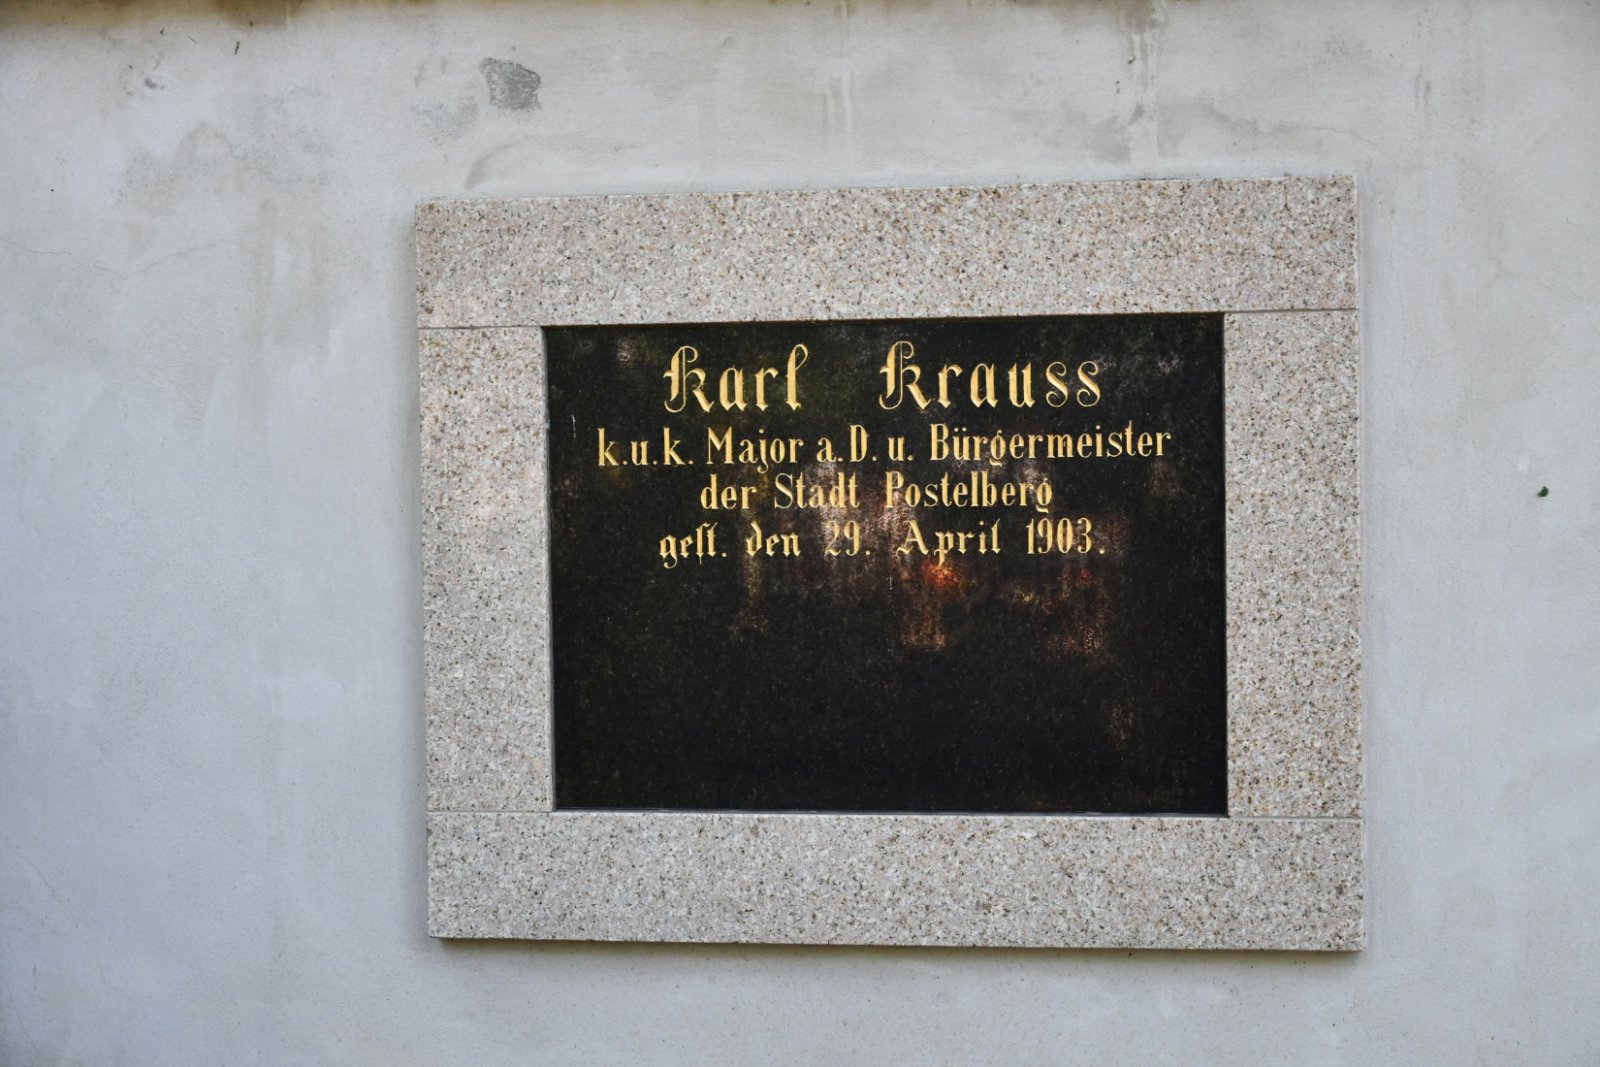 Karl Krauss
k.u.k. Major a.D. u. Bürgermeister
der Stadt Postelberg
gest. den 29. April 1903.